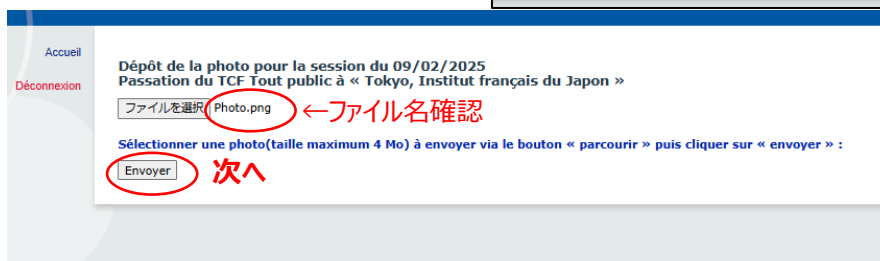 Accueil
Déconnexion
Dépôt de la photo pour la session du 09/02/2025
Passation du TCF Tout public à « Tokyo, Institut français du Japon »
ファイルを選択 Photo.png ←ファイル名確認
Sélectionner une photo(taille maximum 4 Mo) à envoyer via le bouton « parcourir » puis cliquer sur « envoyer » :
Envoyer 次へ